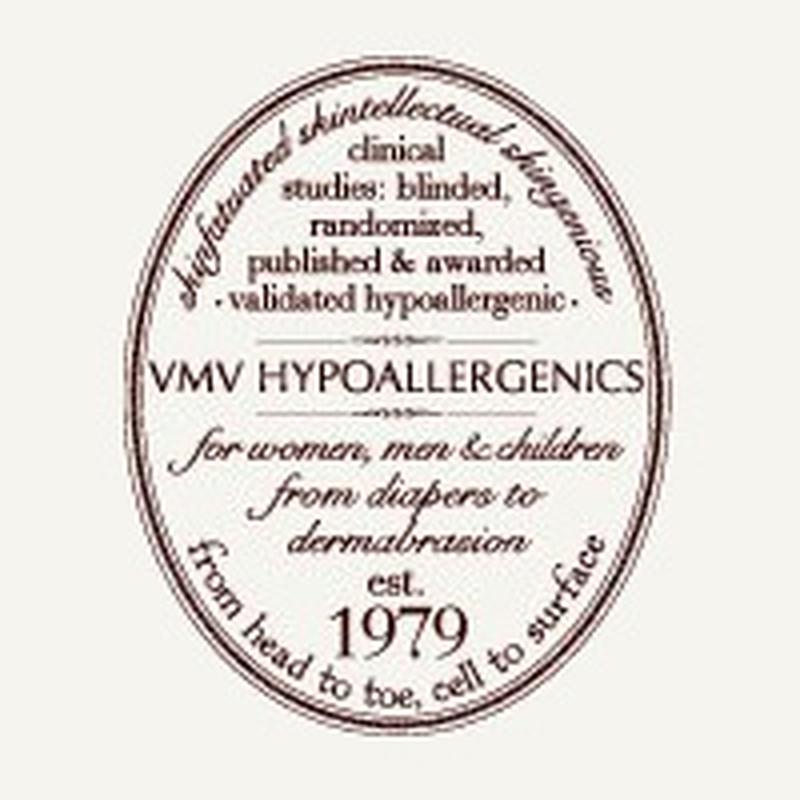 skinfatuated skintellectual skingenious
clinical
studies: blinded,
randomized,
published & awarded
· validated hypoallergenic ·
VMV HYPOALLERGENICS
for women, men & children
from diapers to
dermabrasion
est.
1979
from head to toe, cell to surface